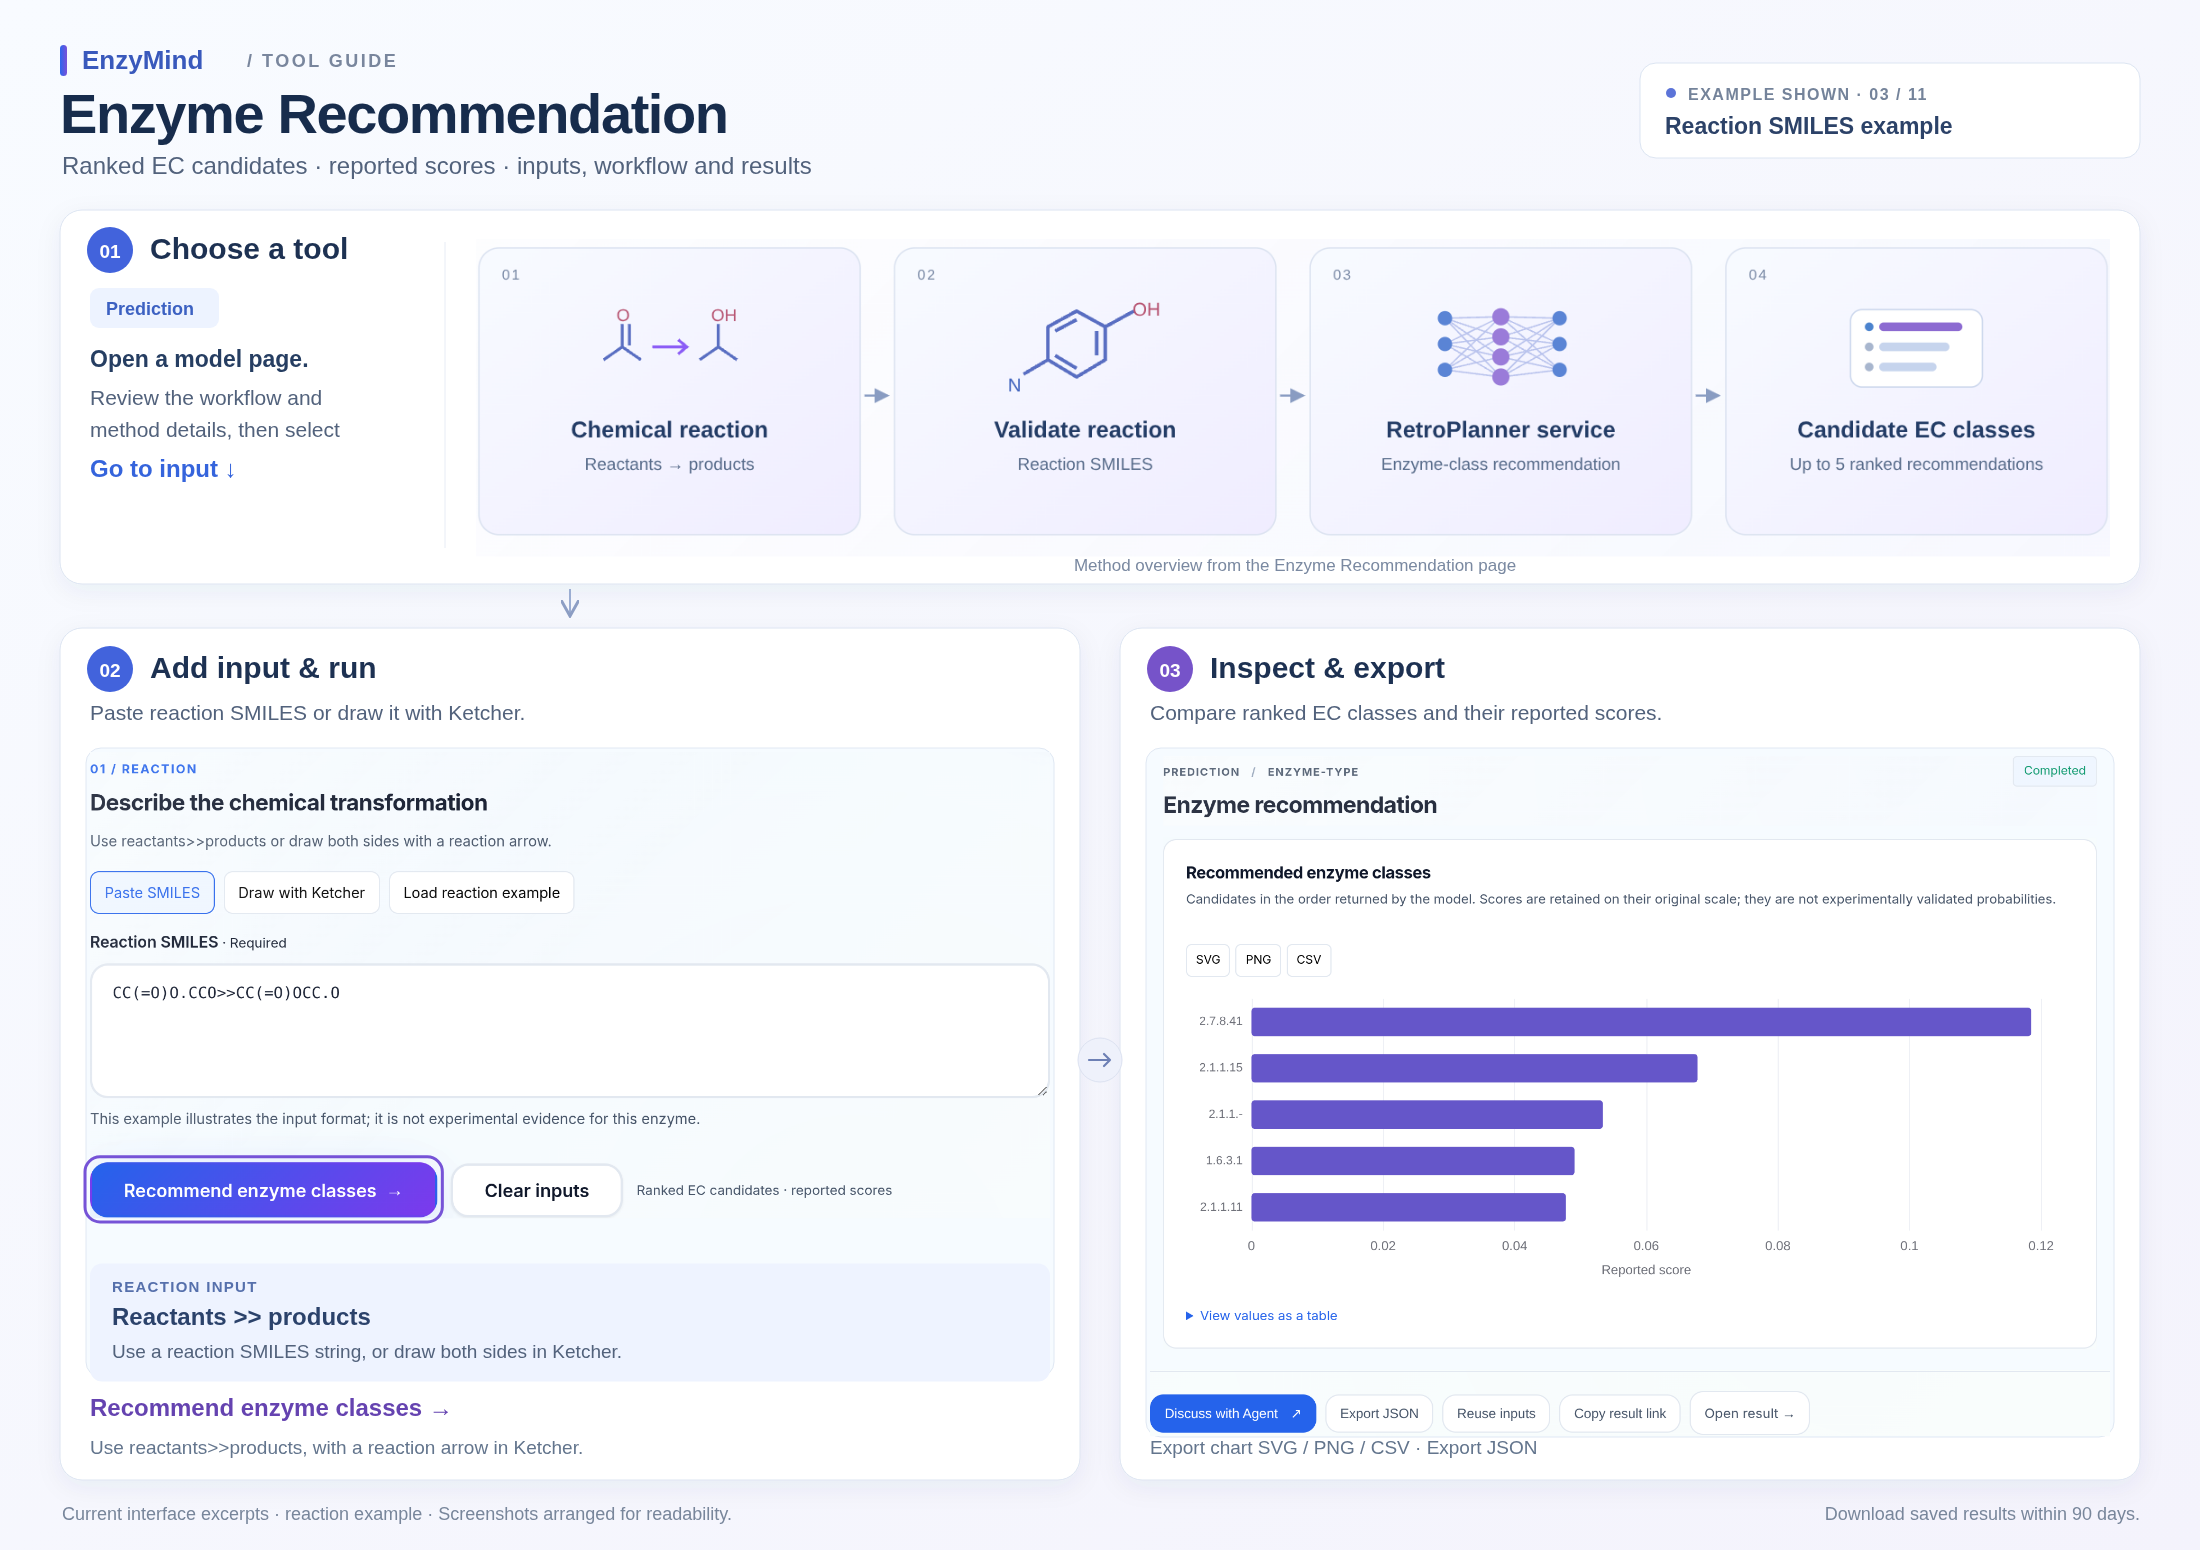 EnzyMind / TOOL GUIDE
Enzyme Recommendation
Ranked EC candidates · reported scores · inputs, workflow and results
EXAMPLE SHOWN · 03 / 11
Reaction SMILES example
01 Choose a tool
Prediction
Open a model page.
Review the workflow and
method details, then select
Go to input ↓
01
O
OH
Chemical reaction
Reactants → products
02
OH
N
Validate reaction
Reaction SMILES
03
RetroPlanner service
Enzyme-class recommendation
04
Candidate EC classes
Up to 5 ranked recommendations
Method overview from the Enzyme Recommendation page
02 Add input & run
Paste reaction SMILES or draw it with Ketcher.
01 / REACTION
Describe the chemical transformation
Use reactants>>products or draw both sides with a reaction arrow.
Paste SMILES Draw with Ketcher Load reaction example
Reaction SMILES · Required
CC(=O)O.CCO>>CC(=O)OCC.O
This example illustrates the input format; it is not experimental evidence for this enzyme.
Recommend enzyme classes → Clear inputs Ranked EC candidates · reported scores
REACTION INPUT
Reactants >> products
Use a reaction SMILES string, or draw both sides in Ketcher.
Recommend enzyme classes →
Use reactants>>products, with a reaction arrow in Ketcher.
03 Inspect & export
Compare ranked EC classes and their reported scores.
PREDICTION / ENZYME-TYPE
Completed
Enzyme recommendation
Recommended enzyme classes
Candidates in the order returned by the model. Scores are retained on their original scale; they are not experimentally validated probabilities.
SVG PNG CSV
2.7.8.41
2.1.1.15
2.1.1.-
1.6.3.1
2.1.1.11
0 0.02 0.04 0.06 0.08 0.1 0.12
Reported score
▶ View values as a table
Discuss with Agent ↗ Export JSON Reuse inputs Copy result link Open result →
Export chart SVG / PNG / CSV · Export JSON
Current interface excerpts · reaction example · Screenshots arranged for readability.
Download saved results within 90 days.